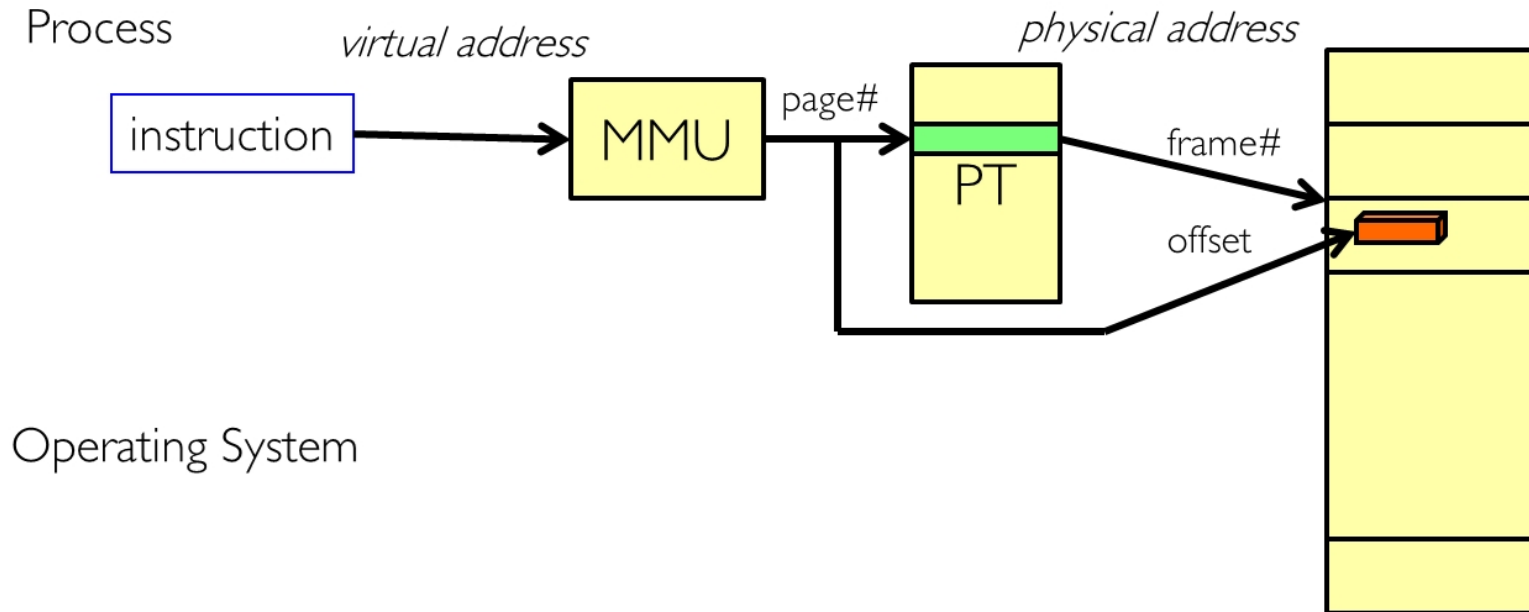 Process
virtual address
physical address
instruction
MMU
page#
PT
frame#
offset
Operating System